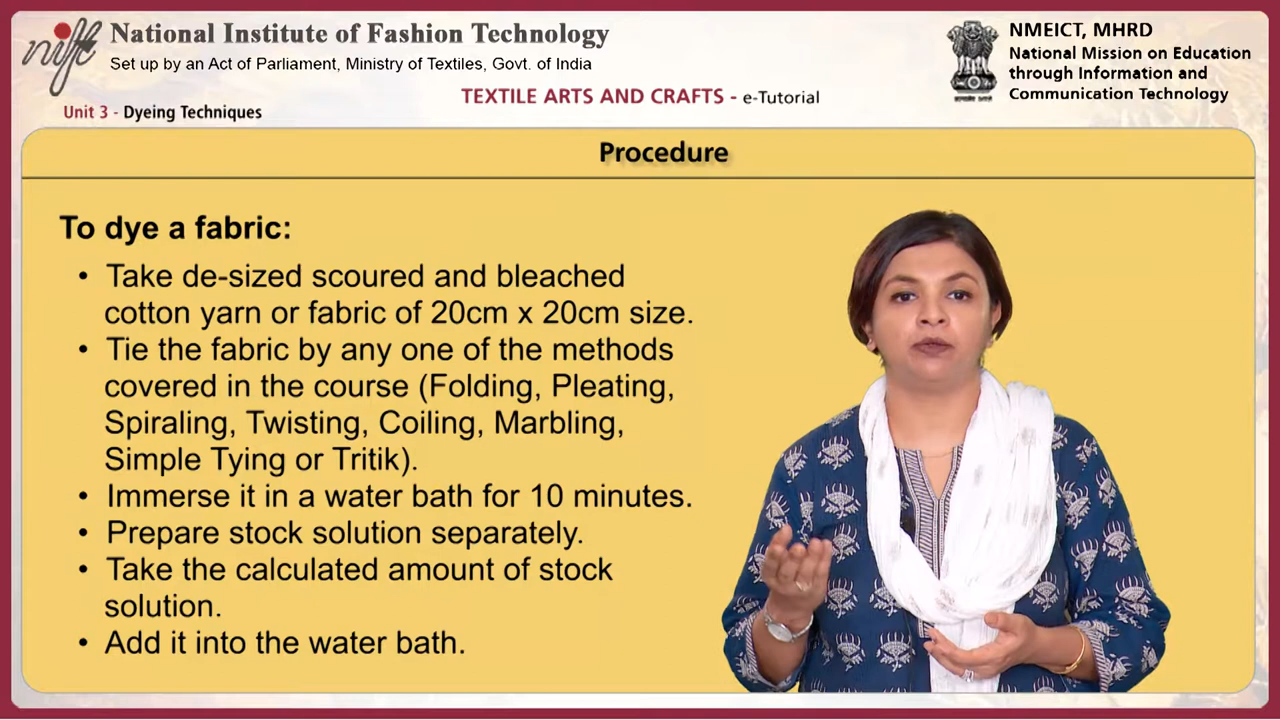 nift
National Institute of Fashion Technology
Set up by an Act of Parliament, Ministry of Textiles, Govt. of India
NMEICT, MHRD
National Mission on Education
through Information and
Communication Technology
TEXTILE ARTS AND CRAFTS - e-Tutorial
Unit 3 - Dyeing Techniques
Procedure
To dye a fabric:
• Take de-sized scoured and bleached
cotton yarn or fabric of 20cm x 20cm size.
• Tie the fabric by any one of the methods
covered in the course (Folding, Pleating,
Spiraling, Twisting, Coiling, Marbling,
Simple Tying or Tritik).
• Immerse it in a water bath for 10 minutes.
• Prepare stock solution separately.
• Take the calculated amount of stock
solution.
• Add it into the water bath.